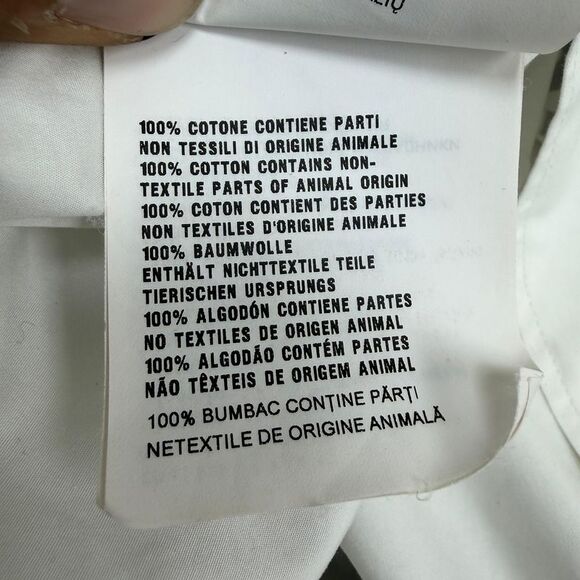 100% COTONE CONTIENE PARTI
NON TESSILI DI ORIGINE ANIMALE
100% COTTON CONTAINS NON-
TEXTILE PARTS OF ANIMAL ORIGIN
100% COTON CONTIENT DES PARTIES
NON TEXTILES D'ORIGINE ANIMALE
100% BAUMWOLLE
ENTHÄLT NICHTTEXTILE TEILE
TIERISCHEN URSPRUNGS
100% ALGODÓN CONTIENE PARTES
NO TEXTILES DE ORIGEN ANIMAL
100% ALGODÃO CONTÉM PARTES
NÃO TÊXTEIS DE ORIGEM ANIMAL
100% BUMBAC CONȚINE PĂRȚI
NETEXTILE DE ORIGINE ANIMALĂ